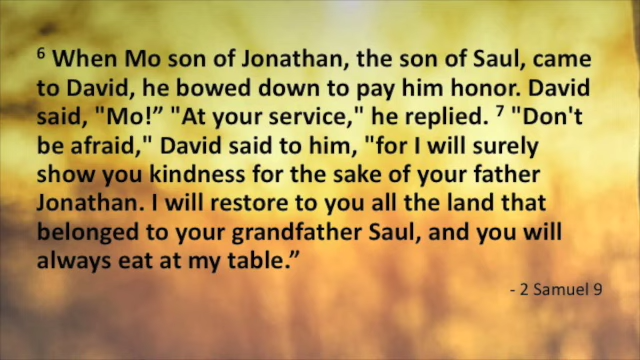 6 When Mo son of Jonathan, the son of Saul, came
to David, he bowed down to pay him honor. David
said, "Mo!” "At your service," he replied. 7 "Don't
be afraid," David said to him, "for I will surely
show you kindness for the sake of your father
Jonathan. I will restore to you all the land that
belonged to your grandfather Saul, and you will
always eat at my table.”
- 2 Samuel 9